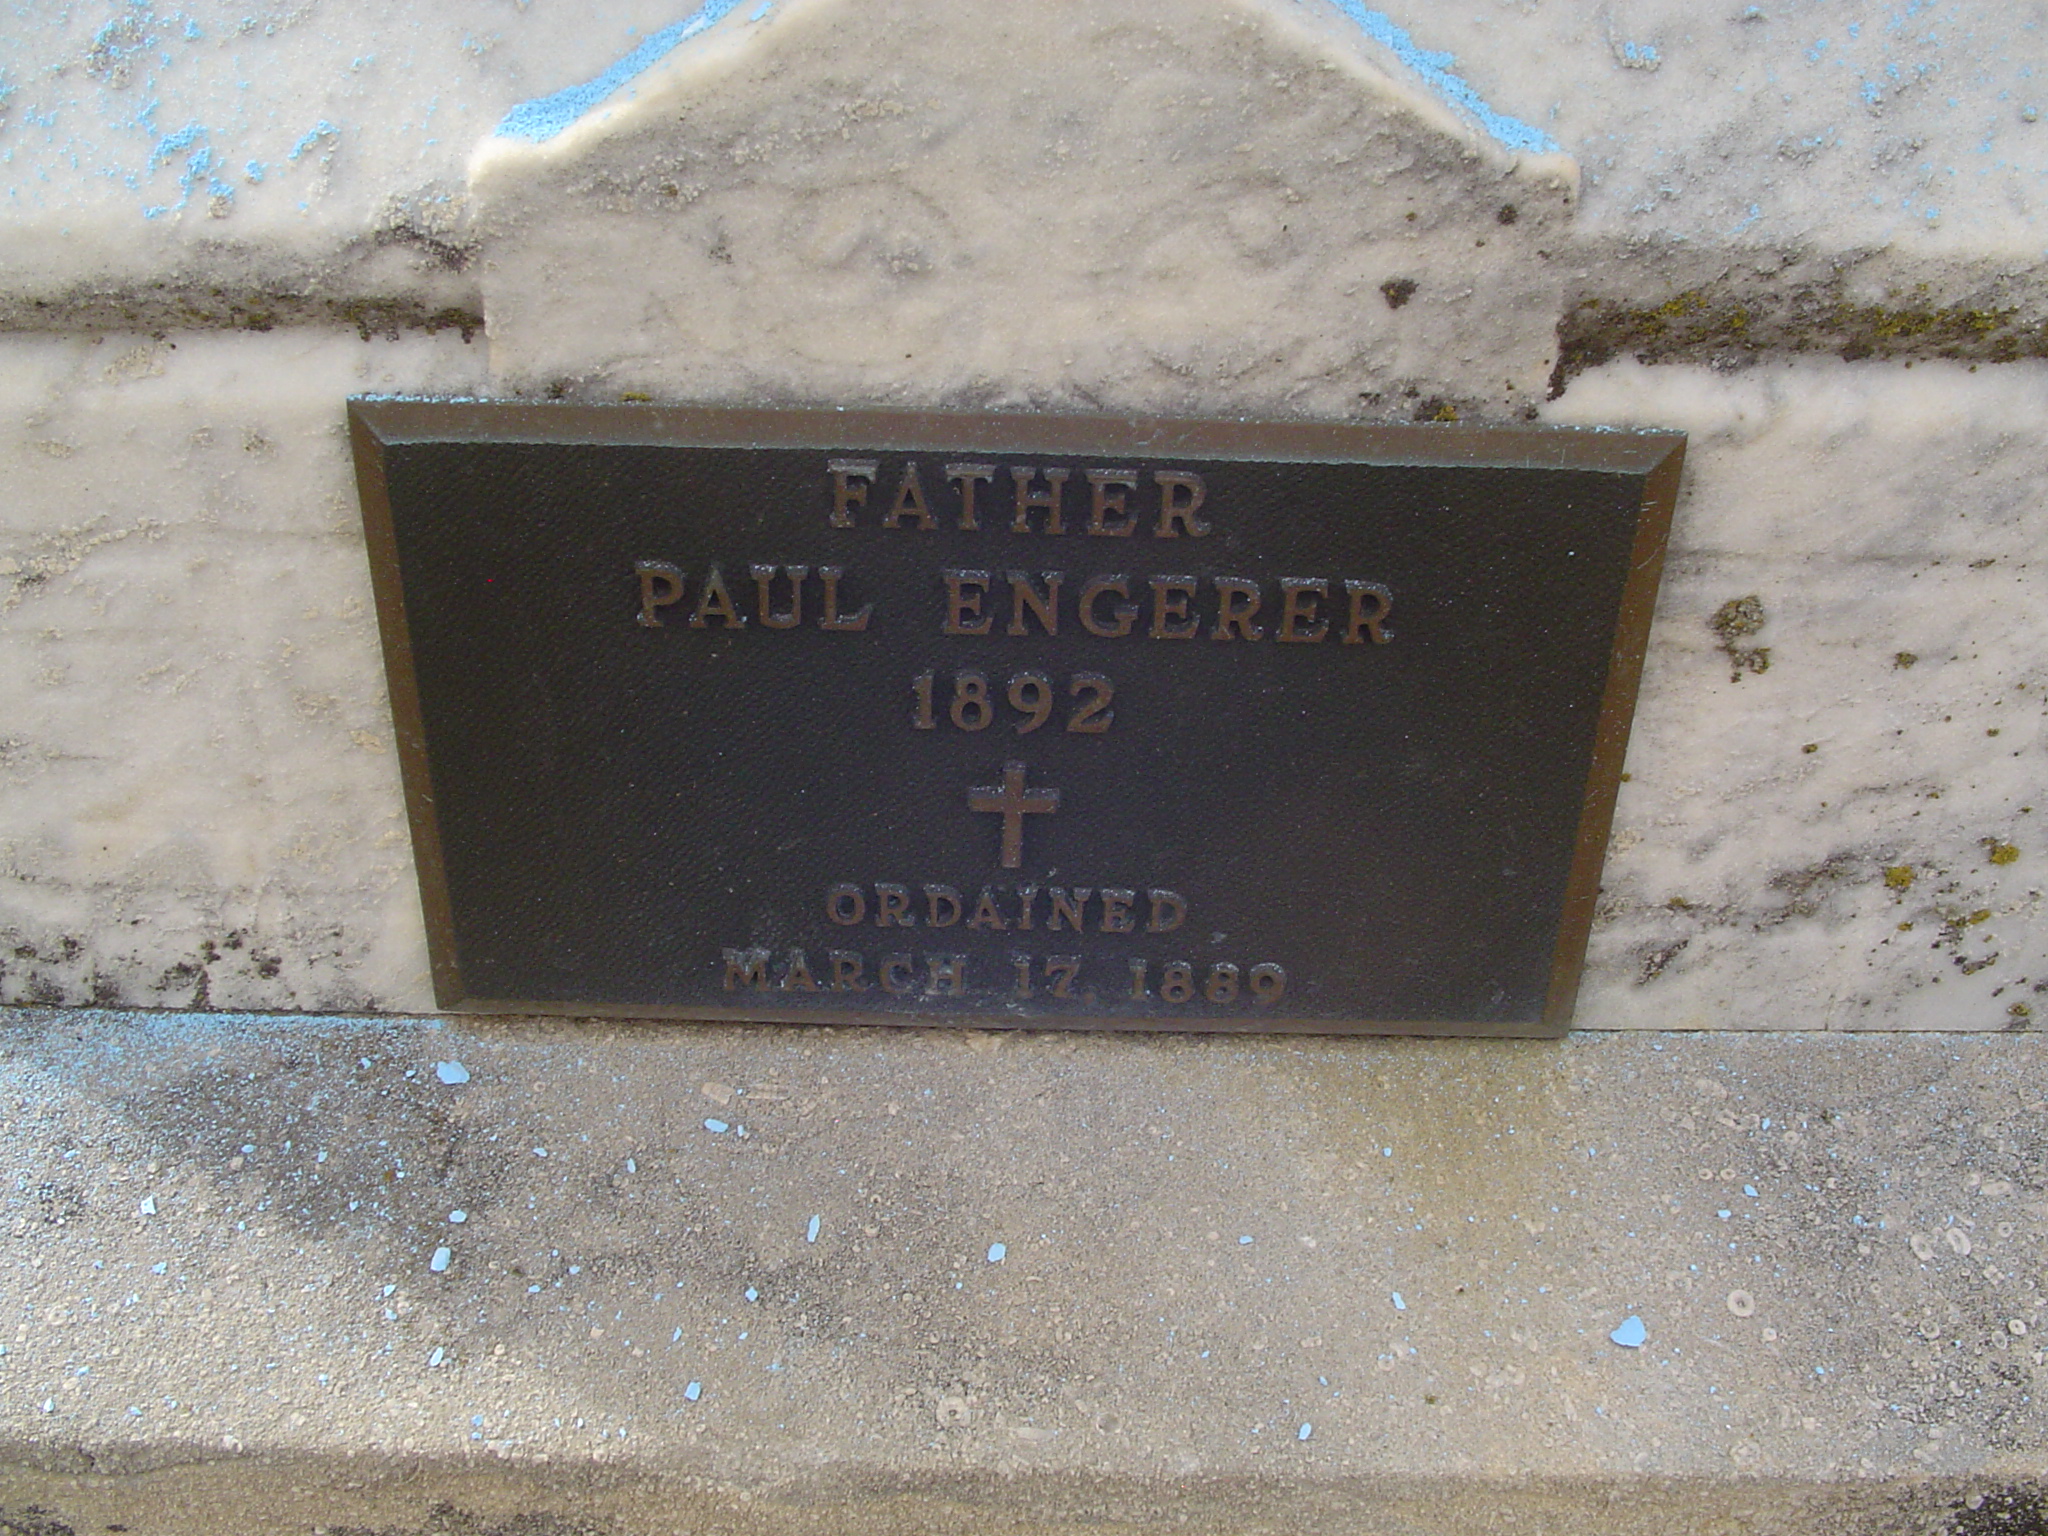 FATHER
PAUL ENGERER
1892
ORDAINED
MARCH 17, 1889